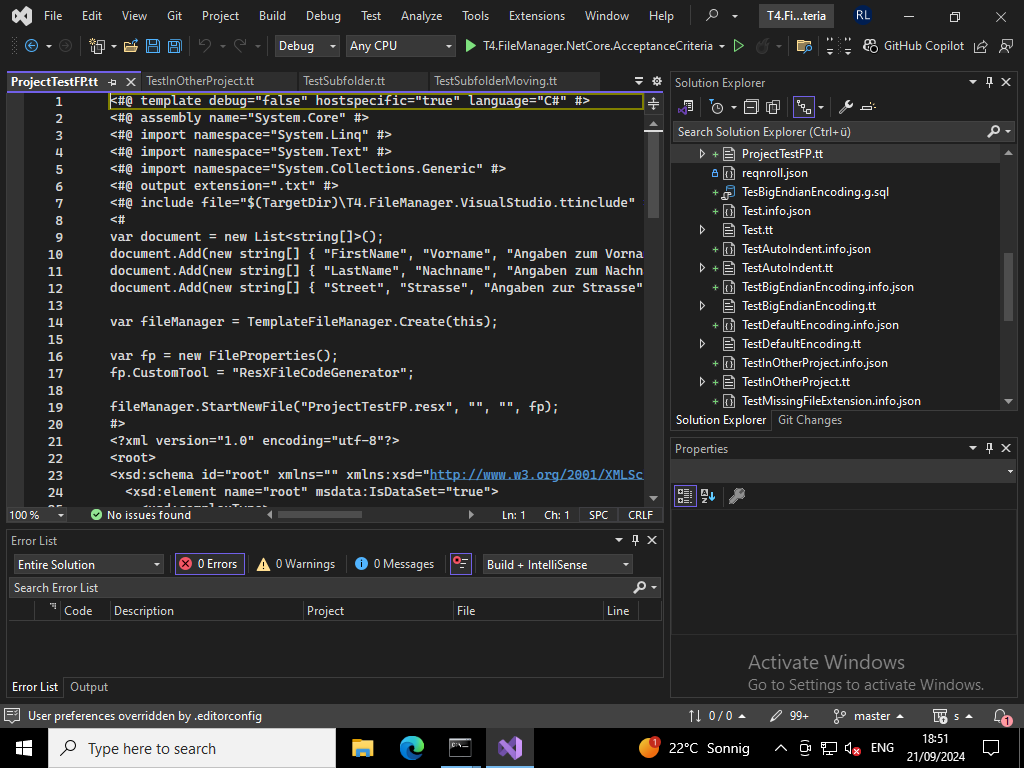 File Edit View Git Project Build Debug Test Analyze Tools Extensions Window Help T4.Fi...teria RL
Debug Any CPU T4.FileManager.NetCore.AcceptanceCriteria GitHub Copilot
ProjectTestFP.tt TestInOtherProject.tt TestSubfolder.tt TestSubfolderMoving.tt
1 <#@ template debug="false" hostspecific="true" language="C#" #>
2 <#@ assembly name="System.Core" #>
3 <#@ import namespace="System.Linq" #>
4 <#@ import namespace="System.Text" #>
5 <#@ import namespace="System.Collections.Generic" #>
6 <#@ output extension=".txt" #>
7 <#@ include file="$(TargetDir)\T4.FileManager.VisualStudio.ttinclude"
8 <#
9 var document = new List<string[]>();
10 document.Add(new string[] { "FirstName", "Vorname", "Angaben zum Vorna
11 document.Add(new string[] { "LastName", "Nachname", "Angaben zum Nachn
12 document.Add(new string[] { "Street", "Strasse", "Angaben zur Strasse"
13
14 var fileManager = TemplateFileManager.Create(this);
15
16 var fp = new FileProperties();
17 fp.CustomTool = "ResXFileCodeGenerator";
18
19 fileManager.StartNewFile("ProjectTestFP.resx", "", "", fp);
20 #>
21 <?xml version="1.0" encoding="utf-8"?>
22 <root>
23 <xsd:schema id="root" xmlns="" xmlns:xsd="http://www.w3.org/2001/XMLSc
24 <xsd:element name="root" msdata:IsDataSet="true">
100 % No issues found Ln: 1 Ch: 1 SPC CRLF
Error List
Entire Solution 0 Errors 0 Warnings 0 Messages Build + IntelliSense
Search Error List
Code Description Project File Line
Error List Output
Solution Explorer
Search Solution Explorer (Ctrl+ü)
ProjectTestFP.tt
reqnroll.json
TesBigEndianEncoding.g.sql
Test.info.json
Test.tt
TestAutoIndent.info.json
TestAutoIndent.tt
TestBigEndianEncoding.info.json
TestBigEndianEncoding.tt
TestDefaultEncoding.info.json
TestDefaultEncoding.tt
TestInOtherProject.info.json
TestInOtherProject.tt
TestMissingFileExtension.info.json
Solution Explorer Git Changes
Properties
Activate Windows
Go to Settings to activate Windows.
User preferences overridden by .editorconfig 0 / 0 99+ master s 1
Type here to search 1 22°C Sonnig ENG 18:51
21/09/2024